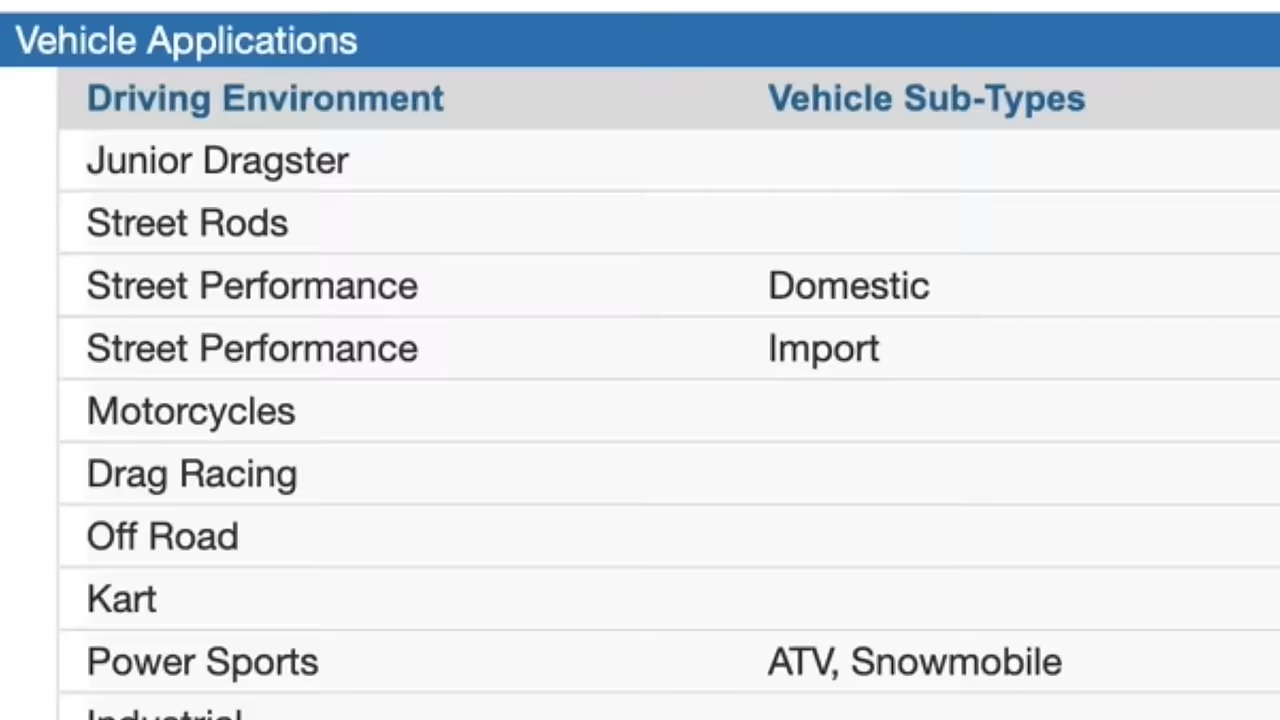 Vehicle Applications
Driving Environment Vehicle Sub-Types
Junior Dragster
Street Rods
Street Performance Domestic
Street Performance Import
Motorcycles
Drag Racing
Off Road
Kart
Power Sports ATV, Snowmobile
Industrial